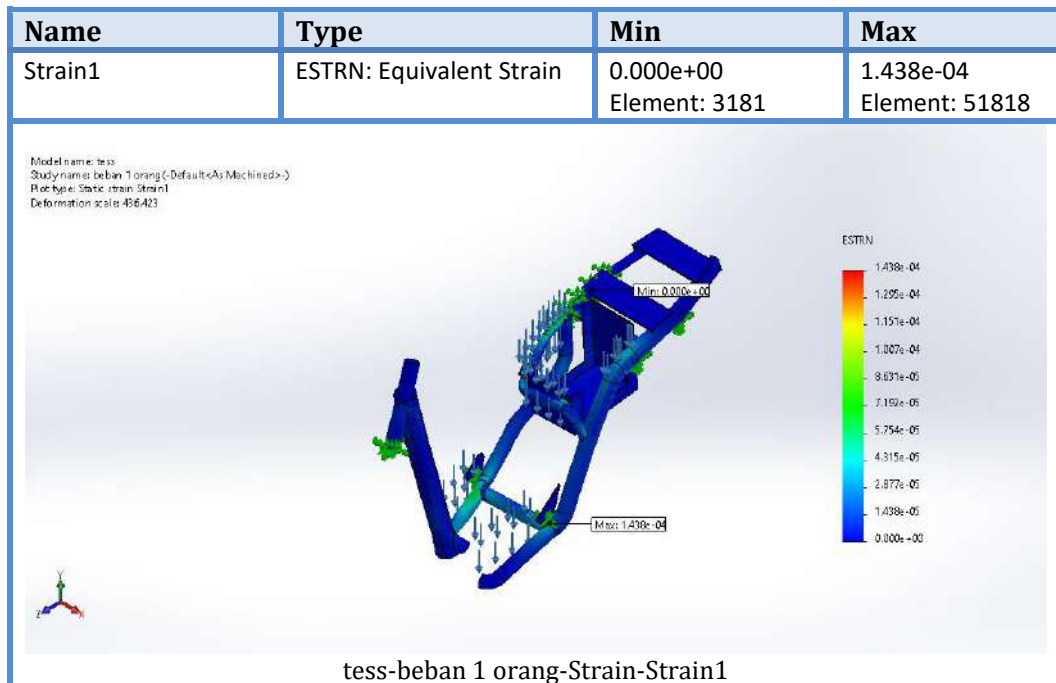 Name Type Min Max
Strain1 ESTRN: Equivalent Strain 0.000e+00 1.438e-04
Element: 3181 Element: 51818
Model name: tess
Study name: beban 1 orang(-Default<As Machined>-)
Plot type: Static strain Strain1
Deformation scale: 436.423
ESTRN
1.438e-04
1.295e-04
1.151e-04
1.007e-04
8.631e-05
7.192e-05
5.754e-05
4.315e-05
2.877e-05
1.438e-05
0.000e+00
Min: 0.000e+00
Max: 1.438e-04
Y
Z
X
tess-beban 1 orang-Strain-Strain1